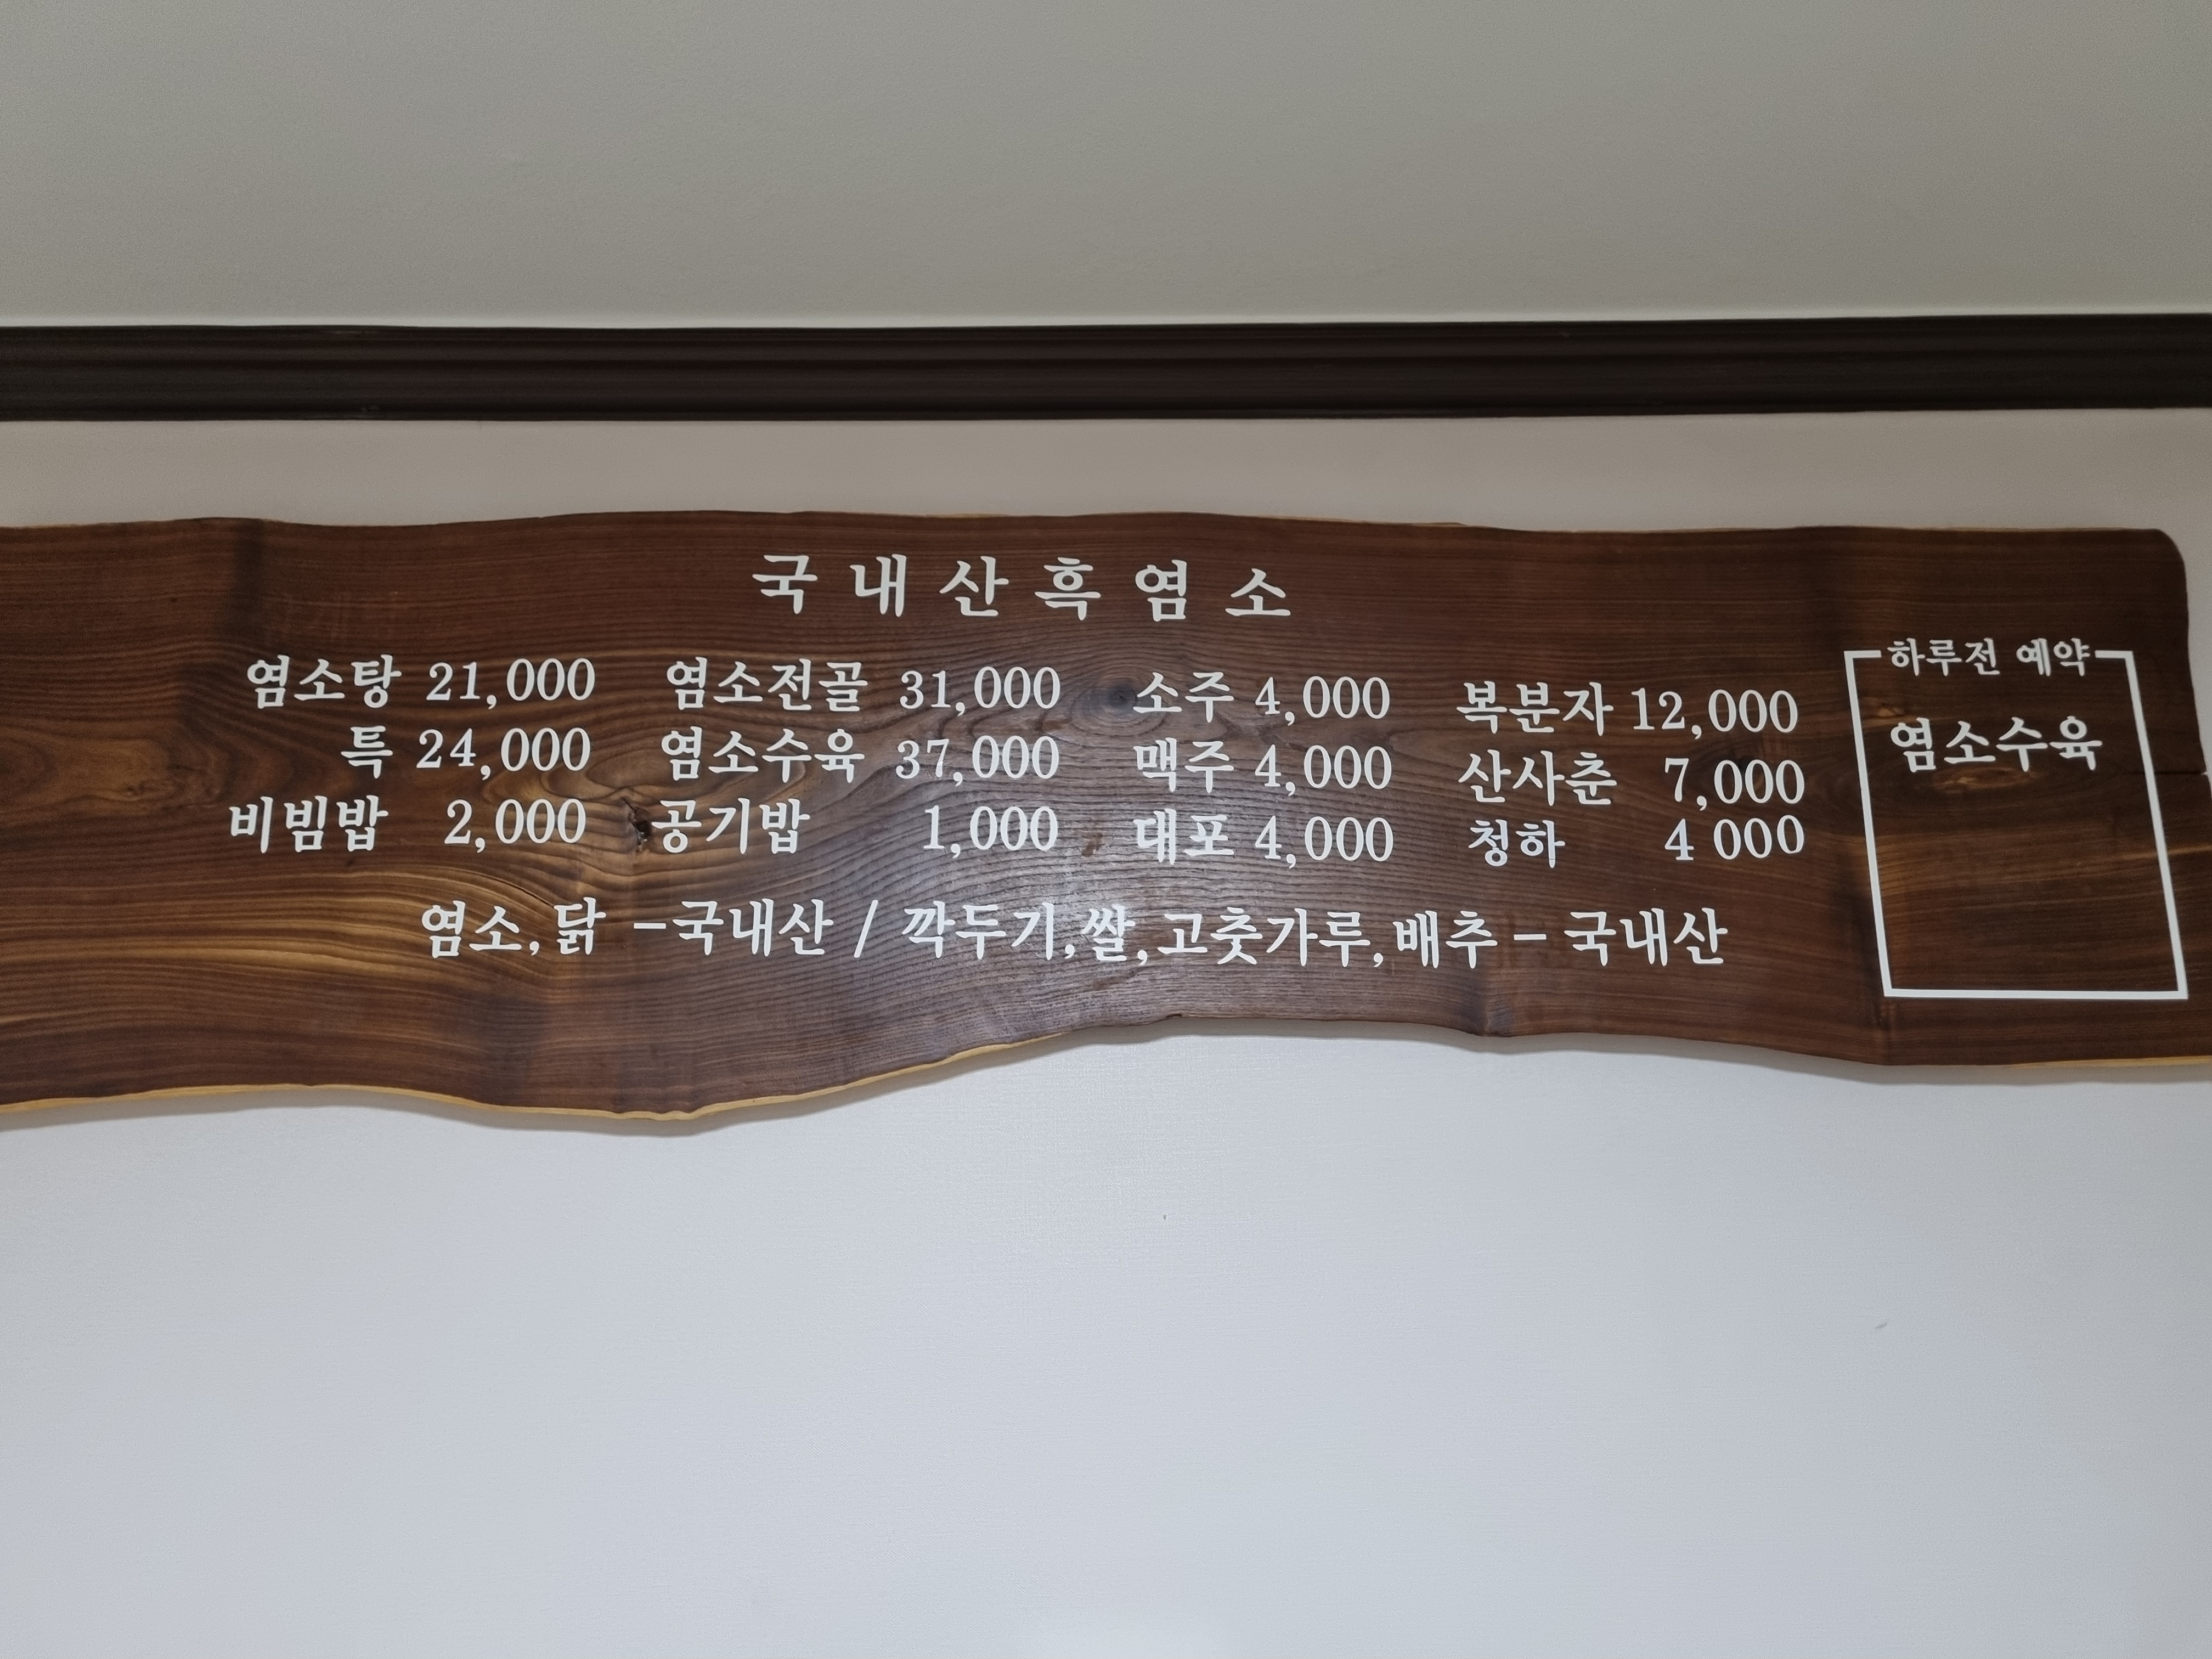 국내산흑염소
염소탕 21,000 염소전골 31,000 소주 4,000 복분자 12,000
특 24,000 염소수육 37,000 맥주 4,000 산사춘 7,000
비빔밥 2,000 공기밥 1,000 대포 4,000 청하 4 000
염소,닭 -국내산 / 깍두기,쌀,고춧가루,배추 - 국내산
하루전 예약
염소수육